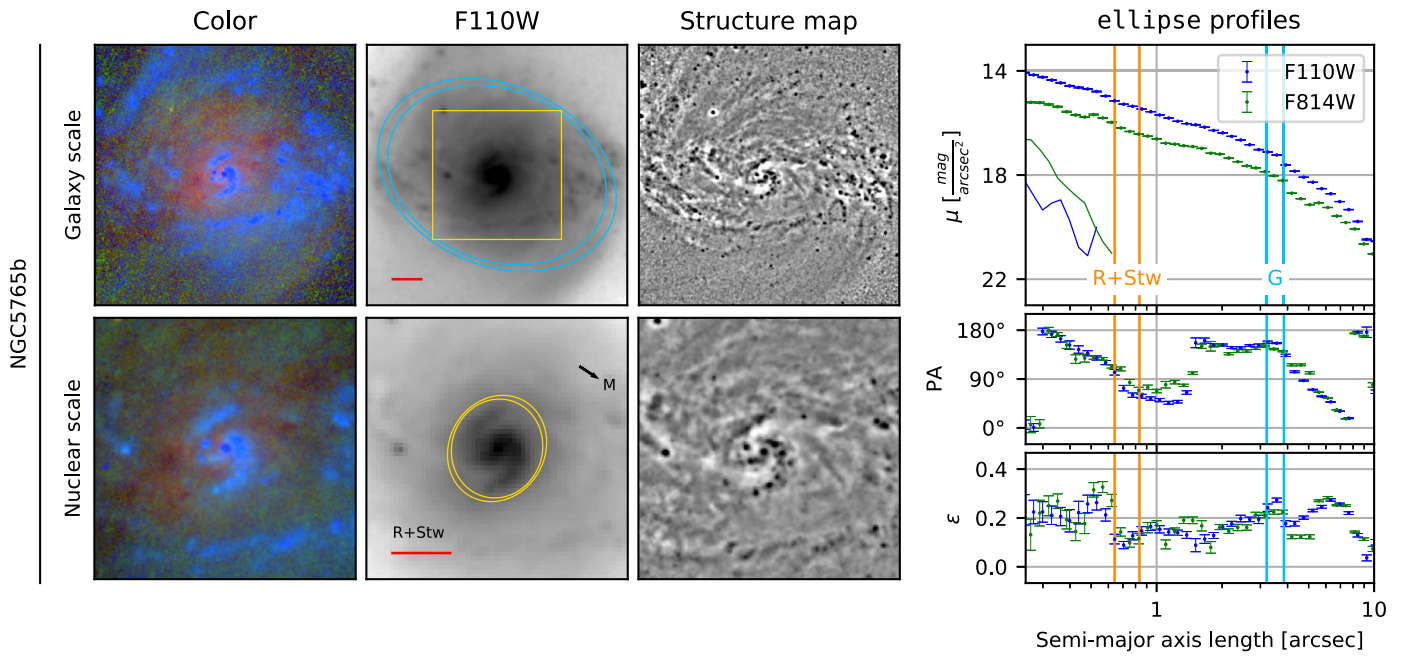 Color
F110W
Structure map
ellipse profiles
NGC5765b
Galaxy scale
Nuclear scale
M
R+Stw
F110W
F814W
14
18
22
μ [mag/arcsec²]
R+Stw
G
180°
90°
0°
PA
0.4
0.2
0.0
ε
1
10
Semi-major axis length [arcsec]